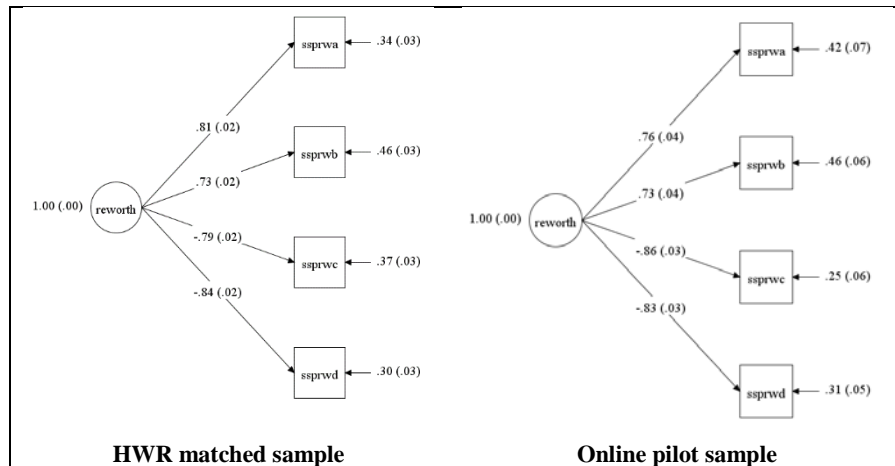 ssprwa
.34 (.03)
.81 (.02)
ssprwb
.46 (.03)
.73 (.02)
1.00 (.00)
reworth
-.79 (.02)
ssprwc
.37 (.03)
-.84 (.02)
ssprwd
.30 (.03)
HWR matched sample
ssprwa
.42 (.07)
.76 (.04)
ssprwb
.46 (.06)
.73 (.04)
1.00 (.00)
reworth
-.86 (.03)
ssprwc
.25 (.06)
-.83 (.03)
ssprwd
.31 (.05)
Online pilot sample